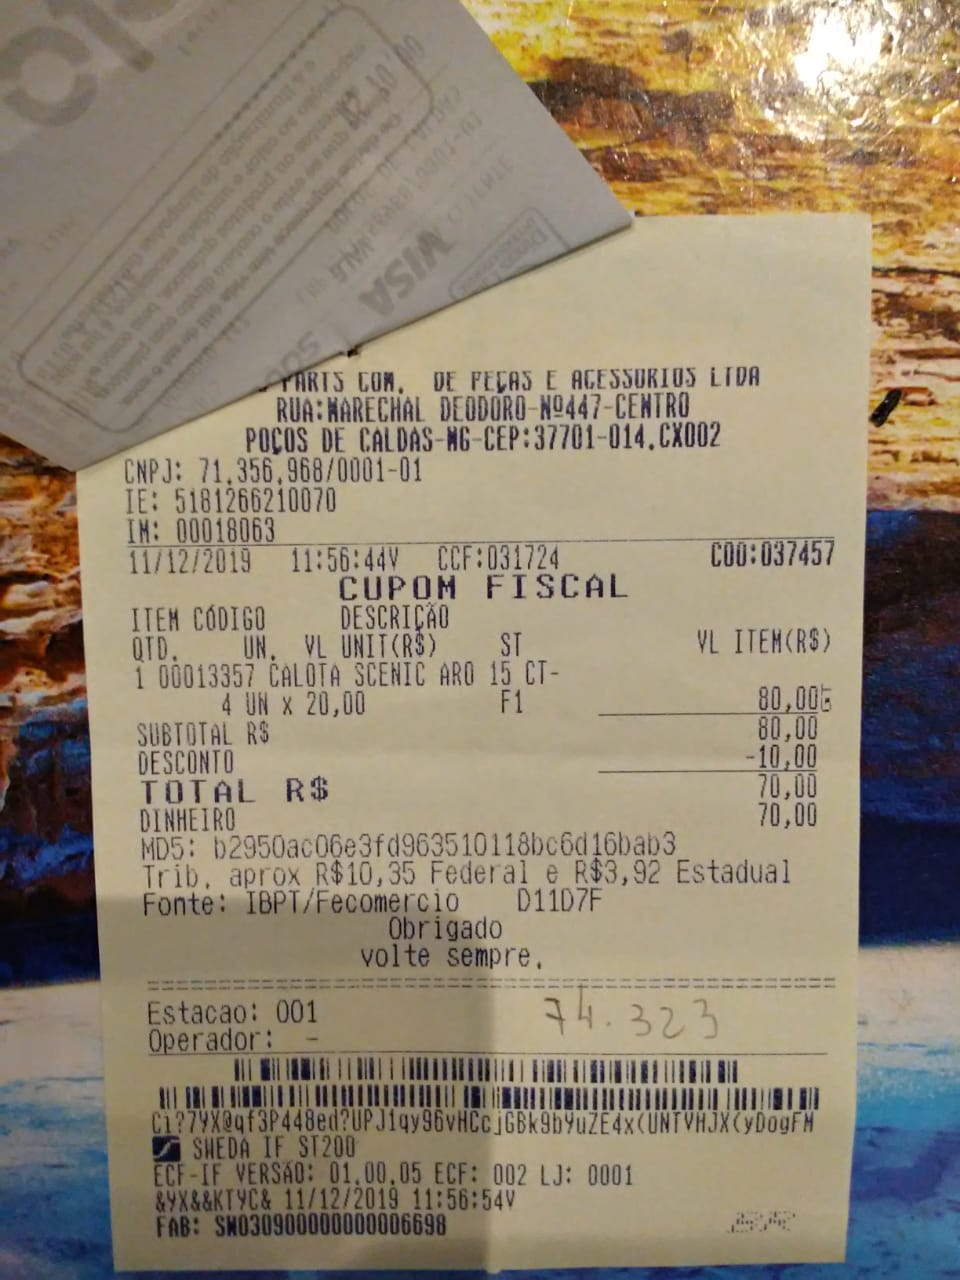 VISA
PARTS COM. DE PEÇAS E ACESSORIOS LTDA
RUA:MARECHAL DEODORO-Nº447-CENTRO
POÇOS DE CALDAS-MG-CEP:37701-014.CX002
CNPJ: 71.356.968/0001-01
IE: 5181266210070
IM: 00018063
11/12/2019 11:56:44V CCF:031724 COO:037457
CUPOM FISCAL
ITEM CÓDIGO DESCRIÇÃO
QTD. UN. VL UNIT(R$) ST VL ITEM(R$)
1 00013357 CALOTA SCENIC ARO 15 CT-
4 UN x 20,00 F1 80,00
SUBTOTAL R$ 80,00
DESCONTO -10,00
TOTAL R$ 70,00
DINHEIRO 70,00
MD5: b2950ac06e3fd963510118bc6d16bab3
Trib. aprox R$10,35 Federal e R$3,92 Estadual
Fonte: IBPT/Fecomercio D11D7F
Obrigado
volte sempre.
Estacao: 001 74.323
Operador: -
Ci?7YX@qf3P448ed?UPJ1qy96vHCcjGBk9b9uZE4x(UNTVHJX(yDogFM
SWEDA IF ST200
ECF-IF VERSÃO: 01.00.05 ECF: 002 LJ: 0001
&YX&&KTYC& 11/12/2019 11:56:54V
FAB: SW030900000000006698